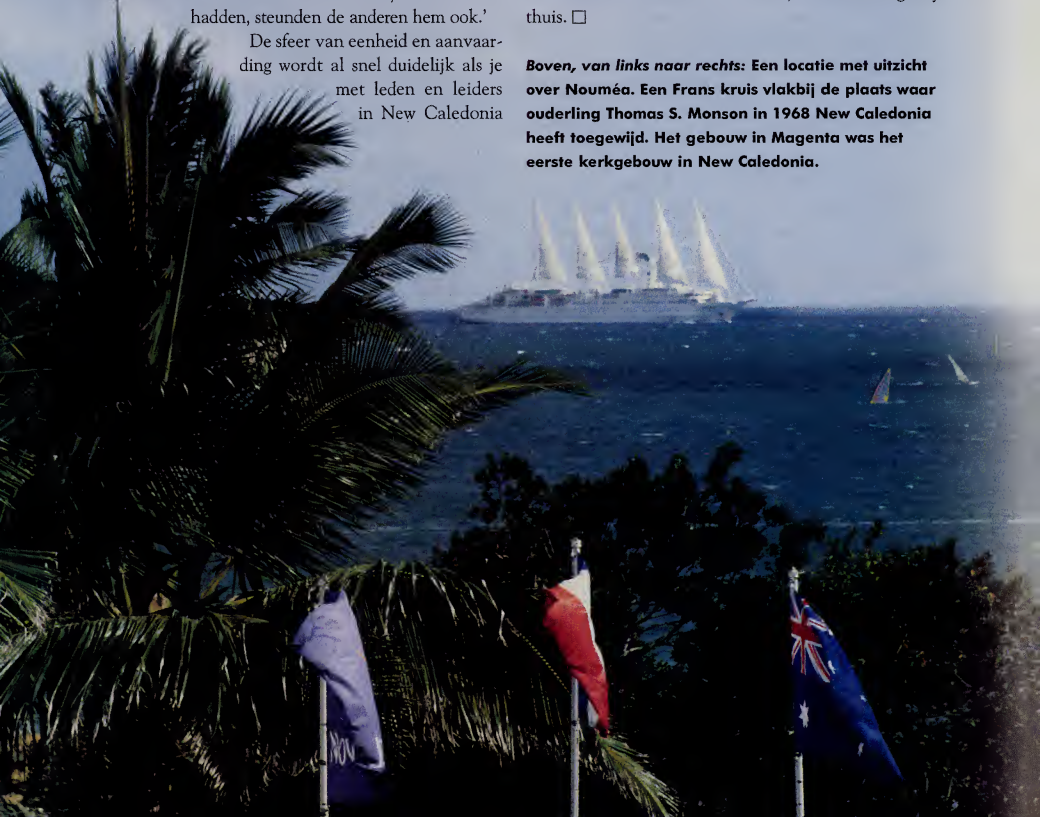 hadden, steunden de anderen hem ook.'
De sfeer van eenheid en aanvaar-
ding wordt al snel duidelijk als je
met leden en leiders
in New Caledonia
thuis. □
Boven, van links naar rechts: Een locatie met uitzicht
over Nouméa. Een Frans kruis vlakbij de plaats waar
ouderling Thomas S. Monson in 1968 New Caledonia
heeft toegewijd. Het gebouw in Magenta was het
eerste kerkgebouw in New Caledonia.